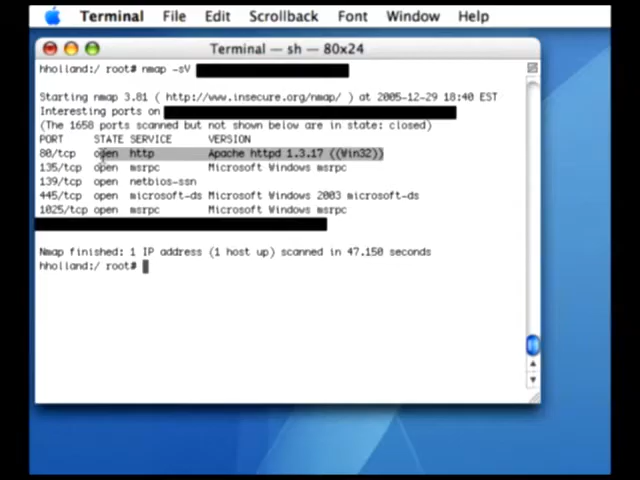 Terminal File Edit Scrollback Font Window Help
Terminal — sh — 80x24
hholland:/ root# nmap -sV
Starting nmap 3.81 ( http://www.insecure.org/nmap/ ) at 2005-12-29 18:40 EST
Interesting ports on
(The 1658 ports scanned but not shown below are in state: closed)
PORT STATE SERVICE VERSION
80/tcp open http Apache httpd 1.3.17 ((Win32))
135/tcp open msrpc Microsoft Windows msrpc
139/tcp open netbios-ssn
445/tcp open microsoft-ds Microsoft Windows 2003 microsoft-ds
1025/tcp open msrpc Microsoft Windows msrpc
Nmap finished: 1 IP address (1 host up) scanned in 47.150 seconds
hholland:/ root#